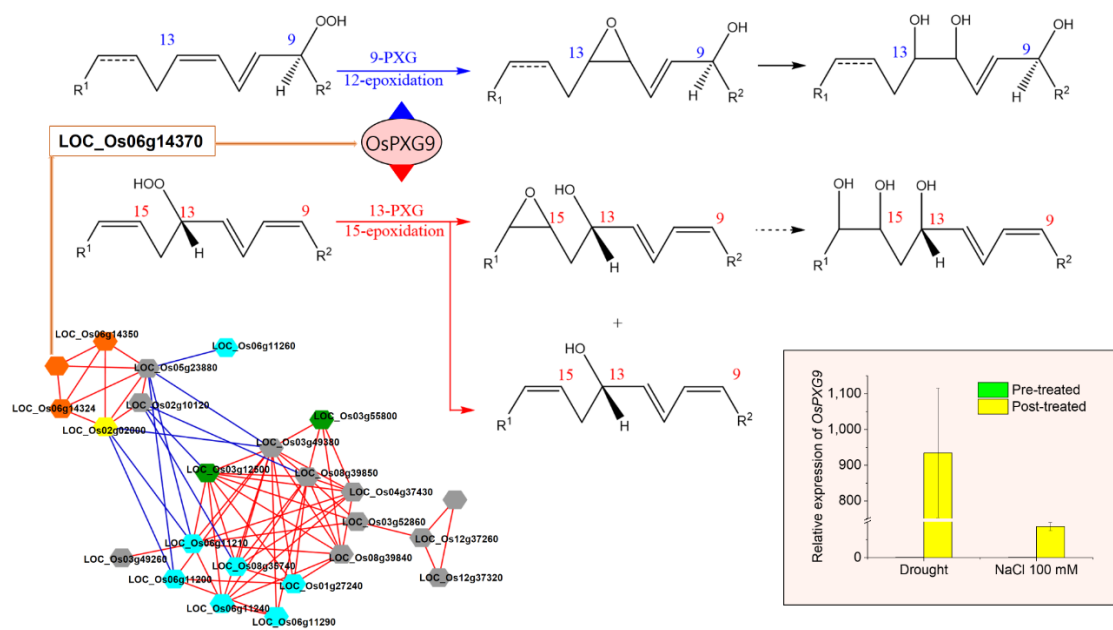 OOH
13
9
R1
H
R2
9-PXG
12-epoxidation
O
OH
13
9
R1
H
R2
OH
OH
OH
13
9
R1
H
R2
LOC_Os06g14370
OsPXG9
HOO
15
13
9
R1
H
R2
13-PXG
15-epoxidation
O
HO
15
13
9
R1
H
R2
OH
OH
OH
15
13
9
R1
H
R2
+
HO
15
13
9
R1
H
R2
LOC_Os06g14350
LOC_Os06g11260
LOC_Os05g23880
LOC_Os06g14324
LOC_Os02g10120
LOC_Os02g02000
LOC_Os03g55800
LOC_Os03g49380
LOC_Os03g12500
LOC_Os08g39850
LOC_Os04g37430
LOC_Os03g52860
LOC_Os12g37260
LOC_Os06g11210
LOC_Os03g49260
LOC_Os08g35740
LOC_Os08g39840
LOC_Os12g37320
LOC_Os06g11200
LOC_Os01g27240
LOC_Os06g11240
LOC_Os06g11290
Relative expression of OsPXG9
1,100
1,000
900
800
0
Pre-treated
Post-treated
Drought
NaCl 100 mM